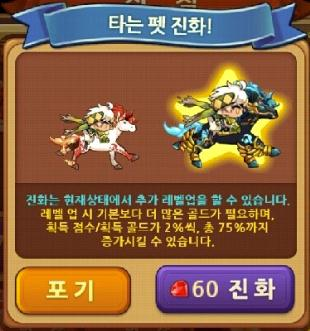 타는 펫 진화!
진화는 현재상태에서 추가 레벨업을 할 수 있습니다.
레벨 업 시 기본보다 더 많은 골드가 필요하며,
획득 점수/획득 골드가 2%씩, 총 75%까지
증가시킬 수 있습니다.
포기
60 진화